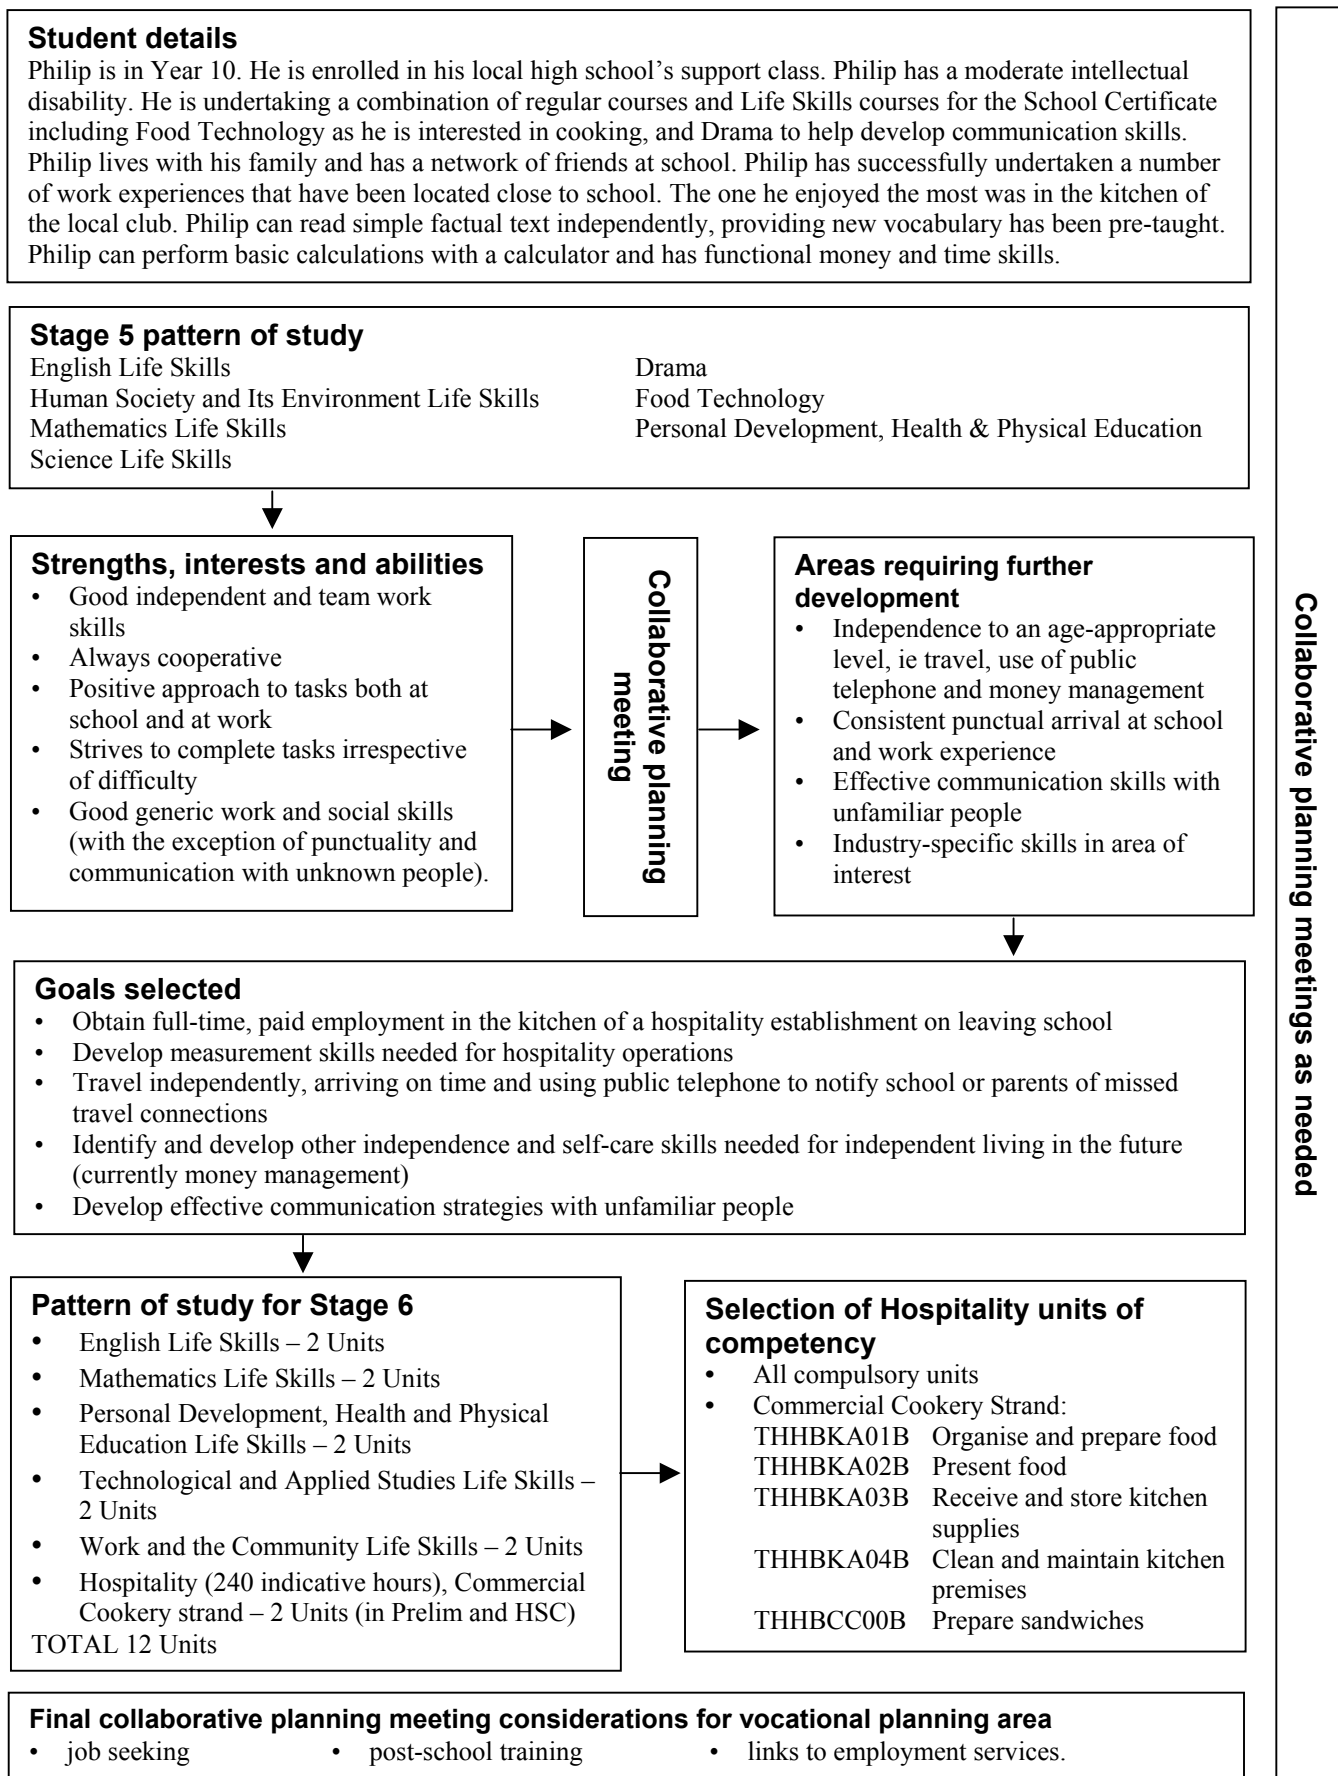 Student details
Philip is in Year 10. He is enrolled in his local high school's support class. Philip has a moderate intellectual
disability. He is undertaking a combination of regular courses and Life Skills courses for the School Certificate
including Food Technology as he is interested in cooking, and Drama to help develop communication skills.
Philip lives with his family and has a network of friends at school. Philip has successfully undertaken a number
of work experiences that have been located close to school. The one he enjoyed the most was in the kitchen of
the local club. Philip can read simple factual text independently, providing new vocabulary has been pre-taught.
Philip can perform basic calculations with a calculator and has functional money and time skills.
Stage 5 pattern of study
English Life Skills
Human Society and Its Environment Life Skills
Mathematics Life Skills
Science Life Skills
Drama
Food Technology
Personal Development, Health & Physical Education
Strengths, interests and abilities
• Good independent and team work
skills
• Always cooperative
• Positive approach to tasks both at
school and at work
• Strives to complete tasks irrespective
of difficulty
• Good generic work and social skills
(with the exception of punctuality and
communication with unknown people).
Collaborative planning
meeting
Areas requiring further
development
• Independence to an age-appropriate
level, ie travel, use of public
telephone and money management
• Consistent punctual arrival at school
and work experience
• Effective communication skills with
unfamiliar people
• Industry-specific skills in area of
interest
Goals selected
• Obtain full-time, paid employment in the kitchen of a hospitality establishment on leaving school
• Develop measurement skills needed for hospitality operations
• Travel independently, arriving on time and using public telephone to notify school or parents of missed
travel connections
• Identify and develop other independence and self-care skills needed for independent living in the future
(currently money management)
• Develop effective communication strategies with unfamiliar people
Pattern of study for Stage 6
• English Life Skills – 2 Units
• Mathematics Life Skills – 2 Units
• Personal Development, Health and Physical
Education Life Skills – 2 Units
• Technological and Applied Studies Life Skills –
2 Units
• Work and the Community Life Skills – 2 Units
• Hospitality (240 indicative hours), Commercial
Cookery strand – 2 Units (in Prelim and HSC)
TOTAL 12 Units
Selection of Hospitality units of
competency
• All compulsory units
• Commercial Cookery Strand:
THHBKA01B Organise and prepare food
THHBKA02B Present food
THHBKA03B Receive and store kitchen
supplies
THHBKA04B Clean and maintain kitchen
premises
THHBCC00B Prepare sandwiches
Final collaborative planning meeting considerations for vocational planning area
• job seeking • post-school training • links to employment services.
Collaborative planning meetings as needed